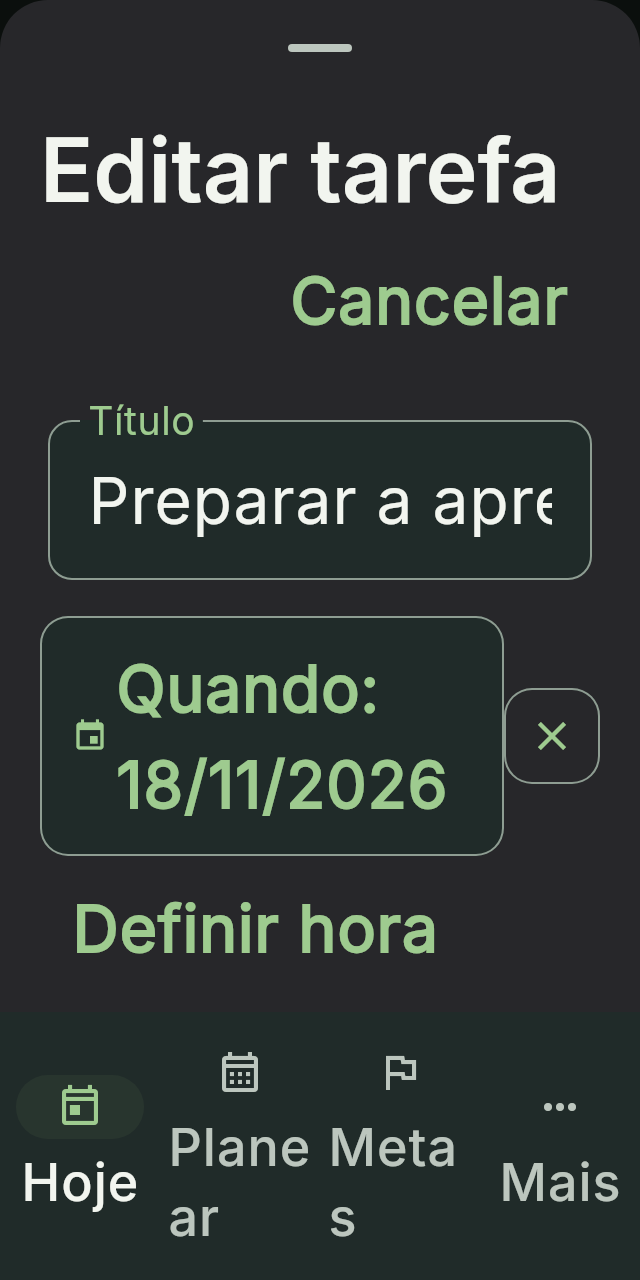 Editar tarefa
Cancelar
Título
Preparar a apre
Quando:
18/11/2026
Definir hora
Hoje
Plane
ar
Meta
s
Mais